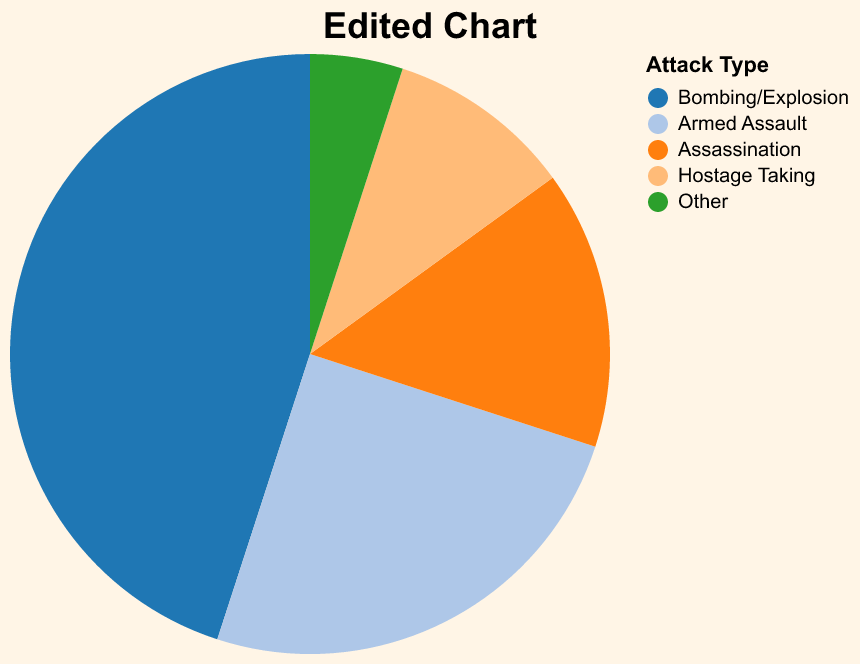 Edited Chart
Attack Type
Bombing/Explosion
Armed Assault
Assassination
Hostage Taking
Other